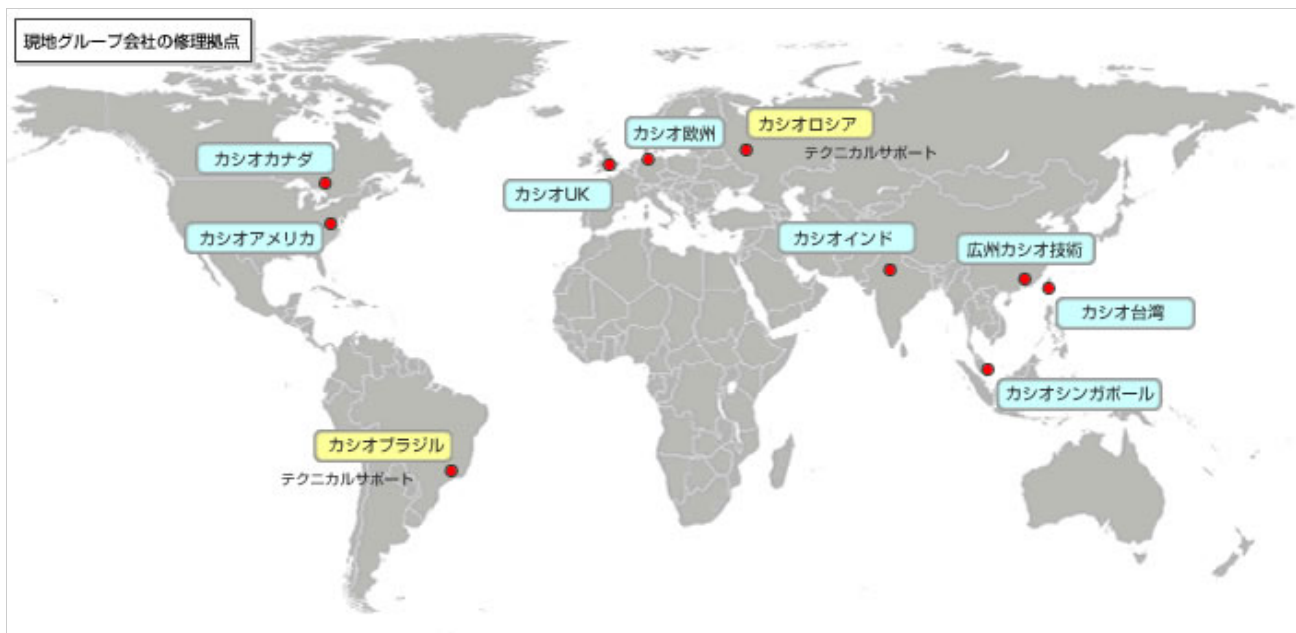 現地グループ会社の修理拠点
カシオ欧州
カシオロシア
テクニカルサポート
カシオカナダ
カシオUK
カシオアメリカ
カシオインド
広州カシオ技術
カシオ台湾
カシオシンガポール
カシオブラジル
テクニカルサポート